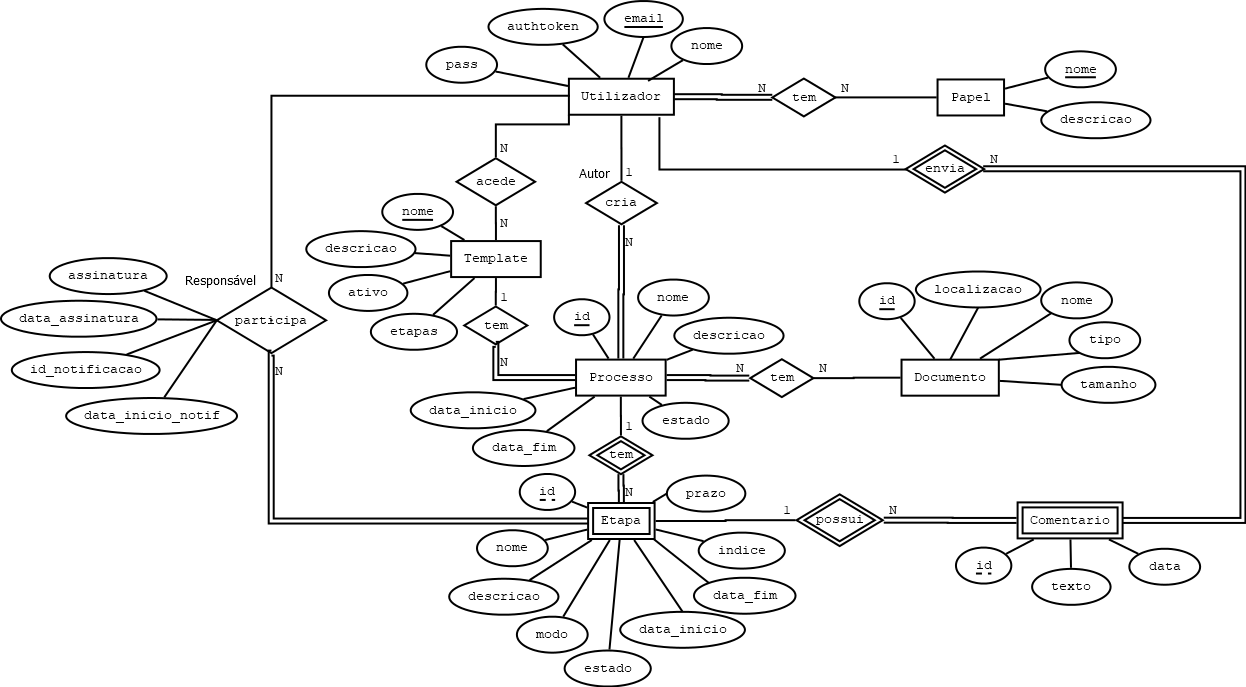 email
authtoken
nome
pass
Utilizador
N
tem
N
Papel
nome
descricao
N
acede
N
Autor
1
cria
N
1
envia
N
nome
descricao
ativo
etapas
Template
1
tem
N
Responsável
N
assinatura
data_assinatura
id_notificacao
data_inicio_notif
participa
N
id
nome
descricao
Processo
data_inicio
data_fim
estado
N
tem
N
id
localizacao
nome
tipo
tamanho
Documento
1
tem
N
id
prazo
Etapa
nome
descricao
modo
estado
data_inicio
data_fim
indice
1
possui
N
Comentario
id
texto
data